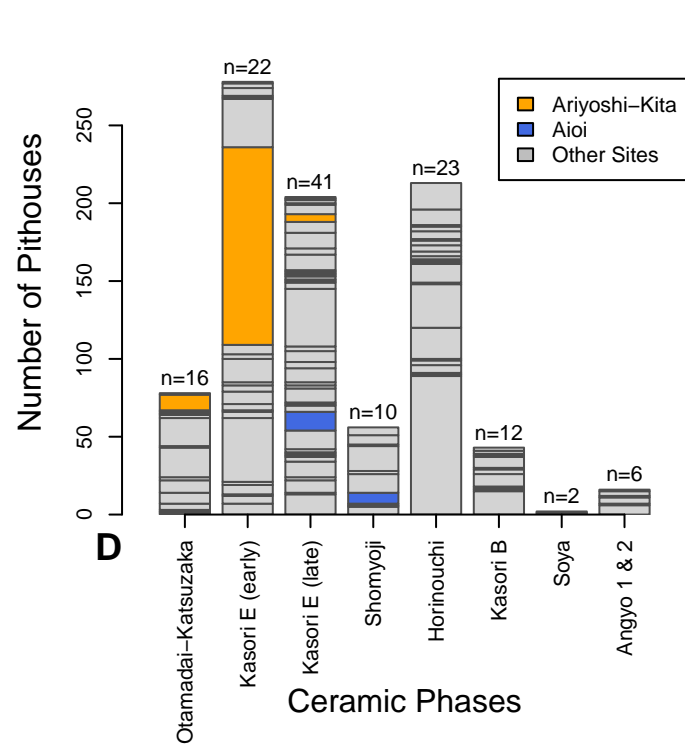 n=22
Ariyoshi−Kita
Aioi
Other Sites
n=41
n=23
n=16
n=10
n=12
n=2
n=6
Number of Pithouses
250
200
150
100
50
0
D
Otamadai−Katsuzaka
Kasori E (early)
Kasori E (late)
Shomyoji
Horinouchi
Kasori B
Soya
Angyo 1 & 2
Ceramic Phases